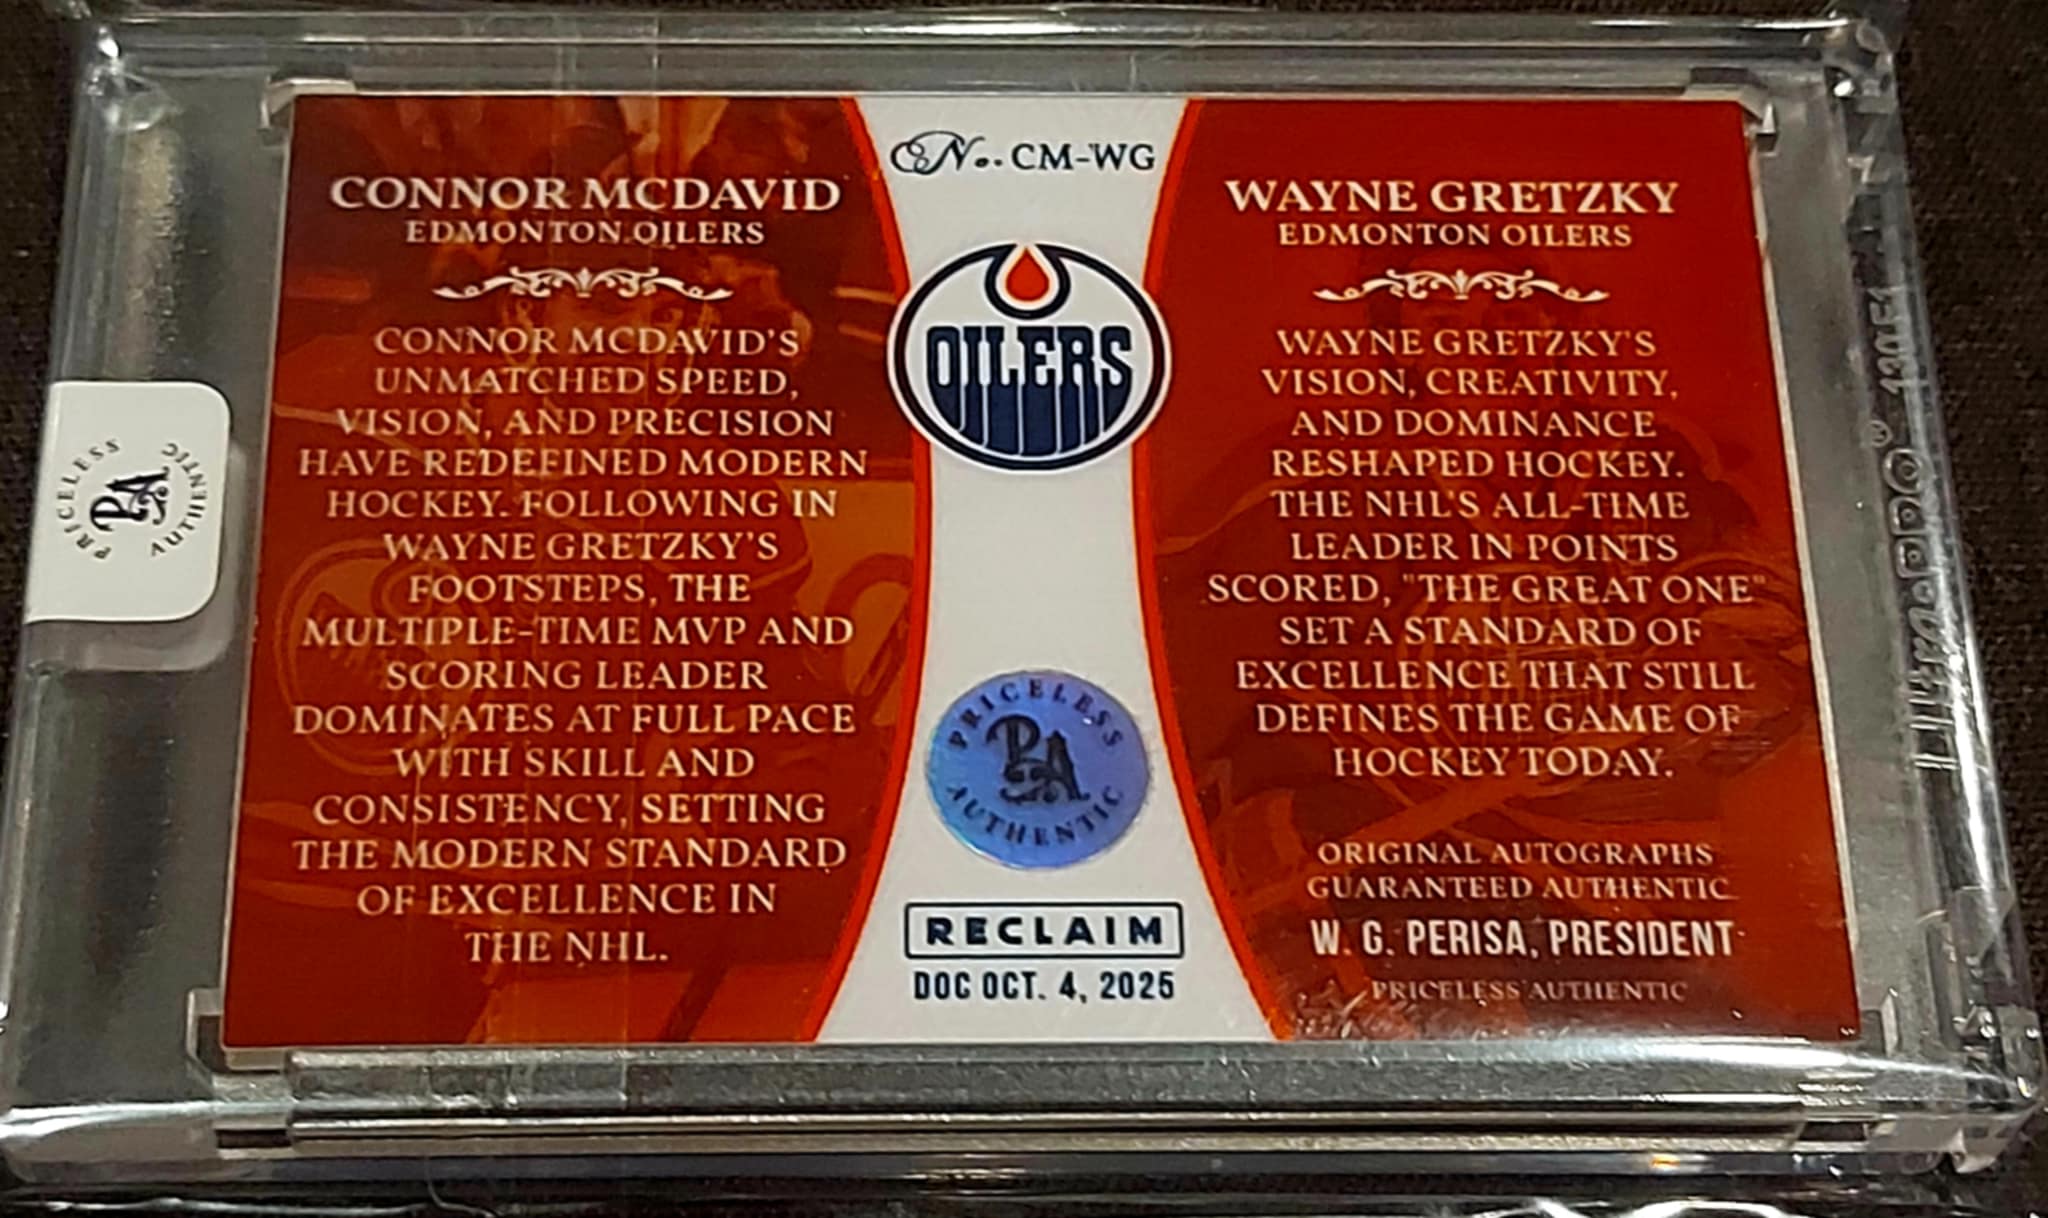 No. CM-WG
CONNOR MCDAVID
EDMONTON OILERS
CONNOR MCDAVID'S
UNMATCHED SPEED,
VISION, AND PRECISION
HAVE REDEFINED MODERN
HOCKEY. FOLLOWING IN
WAYNE GRETZKY'S
FOOTSTEPS, THE
MULTIPLE-TIME MVP AND
SCORING LEADER
DOMINATES AT FULL PACE
WITH SKILL AND
CONSISTENCY, SETTING
THE MODERN STANDARD
OF EXCELLENCE IN
THE NHL.
OILERS
PRICELESS
PA
AUTHENTIC
RECLAIM
DOC OCT. 4, 2025
WAYNE GRETZKY
EDMONTON OILERS
WAYNE GRETZKY'S
VISION, CREATIVITY,
AND DOMINANCE
RESHAPED HOCKEY.
THE NHL'S ALL-TIME
LEADER IN POINTS
SCORED, "THE GREAT ONE"
SET A STANDARD OF
EXCELLENCE THAT STILL
DEFINES THE GAME OF
HOCKEY TODAY.
ORIGINAL AUTOGRAPHS
GUARANTEED AUTHENTIC
W. G. PERISA, PRESIDENT
PRICELESS AUTHENTIC
PRICELESS
PA
AUTHENTIC